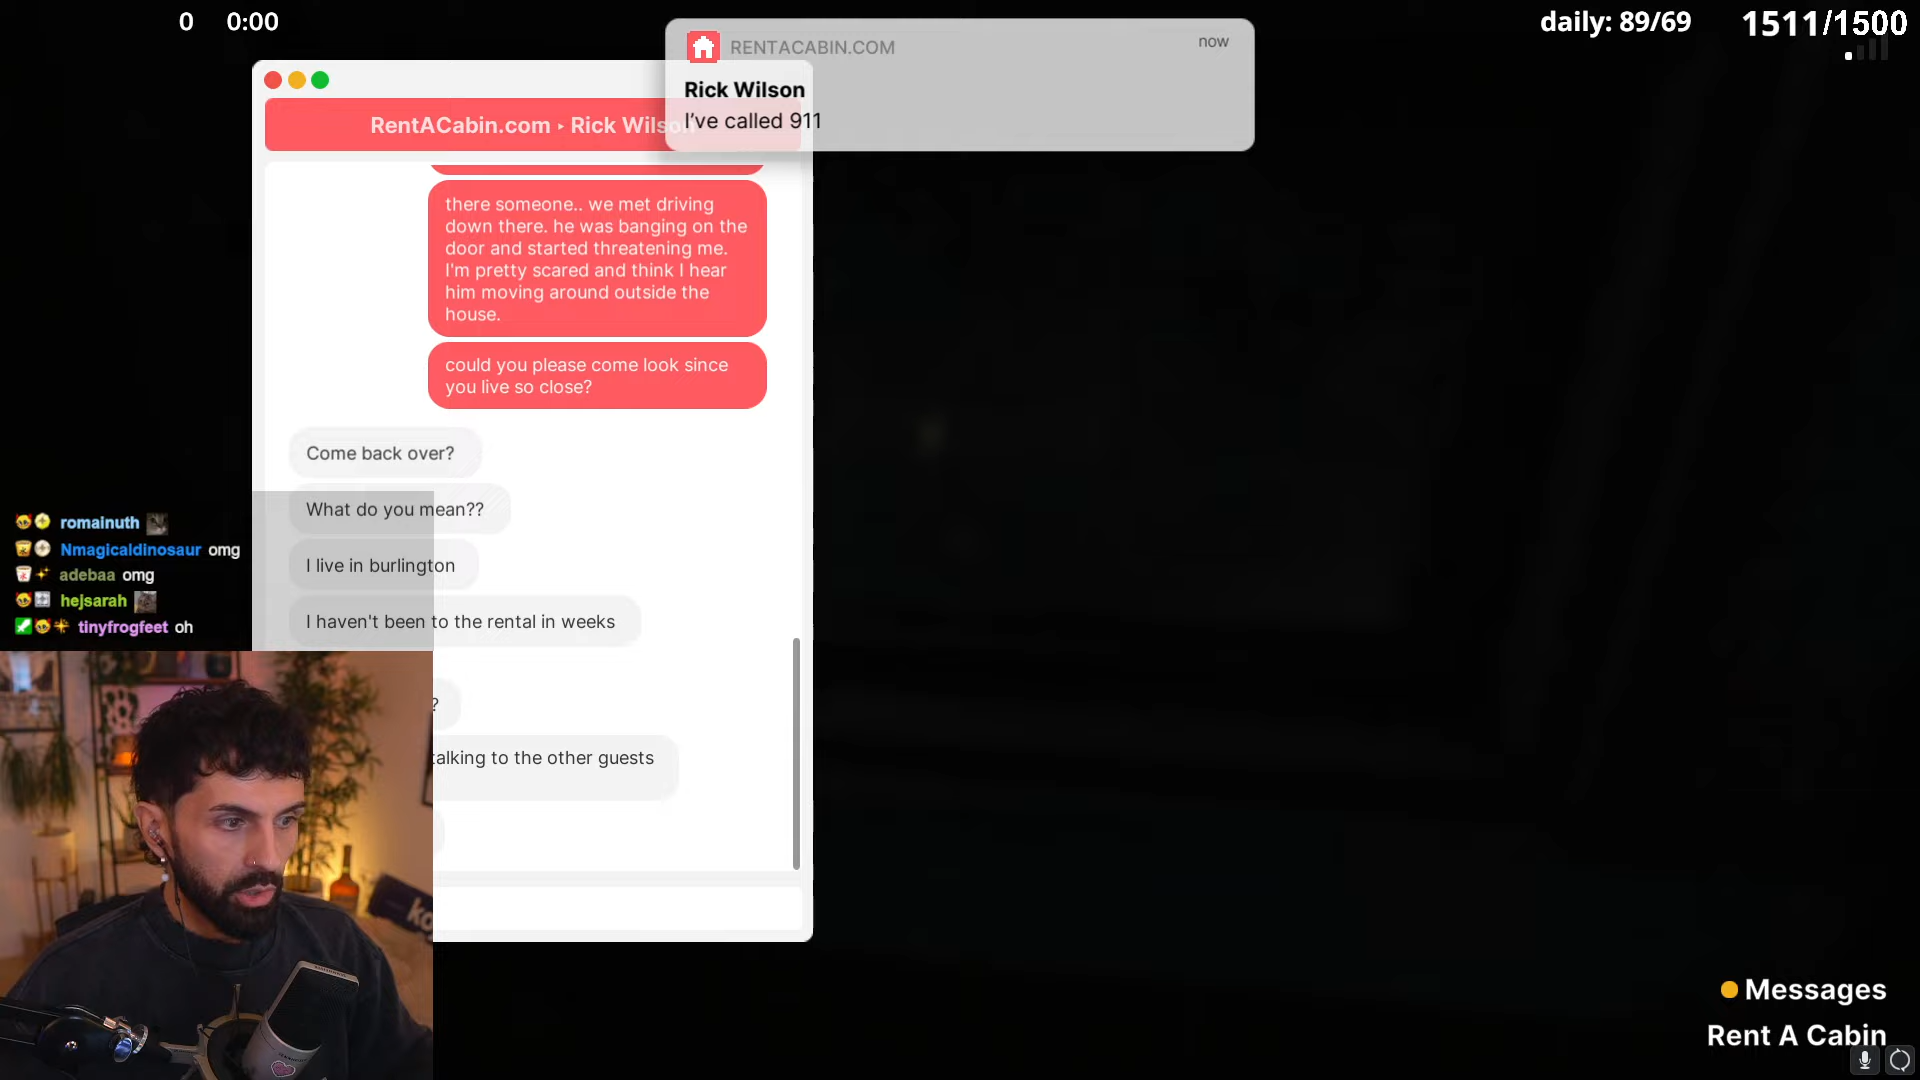 0 0:00
daily: 89/69 1511/1500
RENTACABIN.COM now
Rick Wilson
I've called 911
RentACabin.com • Rick Wilson
there someone.. we met driving
down there. he was banging on the
door and started threatening me.
I'm pretty scared and think I hear
him moving around outside the
house.
could you please come look since
you live so close?
Come back over?
What do you mean??
I live in burlington
I haven't been to the rental in weeks
?
talking to the other guests
romainuth
Nmagicaldinosaur omg
adebaa omg
hejsarah
tinyfrogfeet oh
Messages
Rent A Cabin